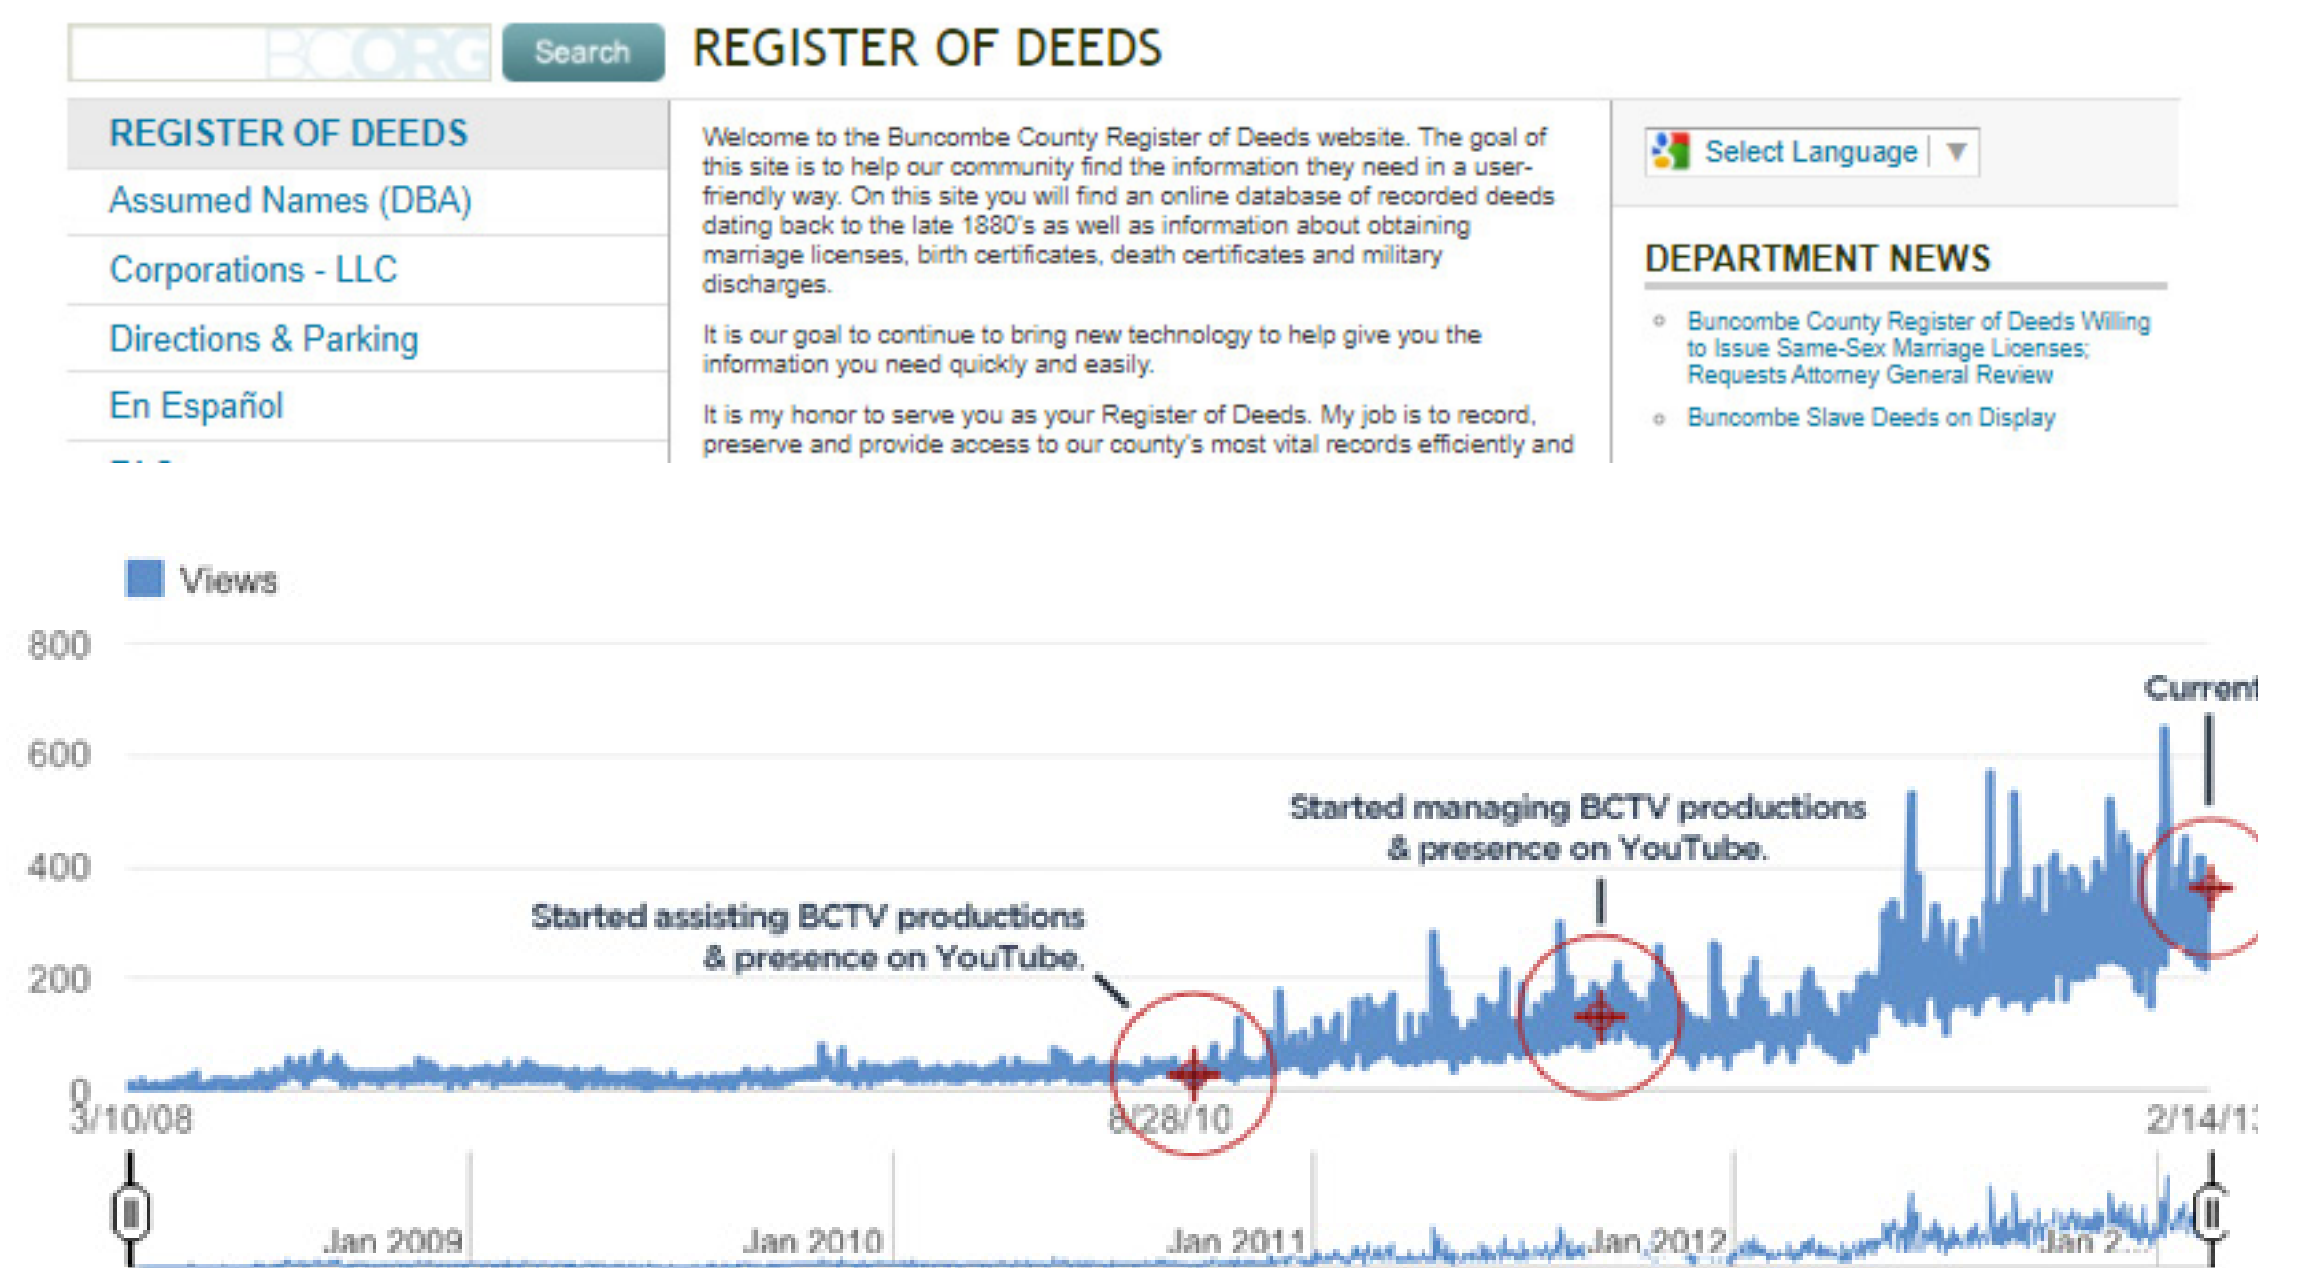 BCORG
Search
REGISTER OF DEEDS
REGISTER OF DEEDS
Assumed Names (DBA)
Corporations - LLC
Directions & Parking
En Español
Welcome to the Buncombe County Register of Deeds website. The goal of
this site is to help our community find the information they need in a user-
friendly way. On this site you will find an online database of recorded deeds
dating back to the late 1880's as well as information about obtaining
marriage licenses, birth certificates, death certificates and military
discharges.
It is our goal to continue to bring new technology to help give you the
information you need quickly and easily.
It is my honor to serve you as your Register of Deeds. My job is to record,
preserve and provide access to our county's most vital records efficiently and
Select Language
DEPARTMENT NEWS
Buncombe County Register of Deeds Willing
to Issue Same-Sex Marriage Licenses;
Requests Attorney General Review
Buncombe Slave Deeds on Display
Views
800
600
400
200
0
Current
Started managing BCTV productions
& presence on YouTube.
Started assisting BCTV productions
& presence on YouTube.
3/10/08
8/28/10
2/14/1
Jan 2009
Jan 2010
Jan 2011
Jan 2012
Jan 2...